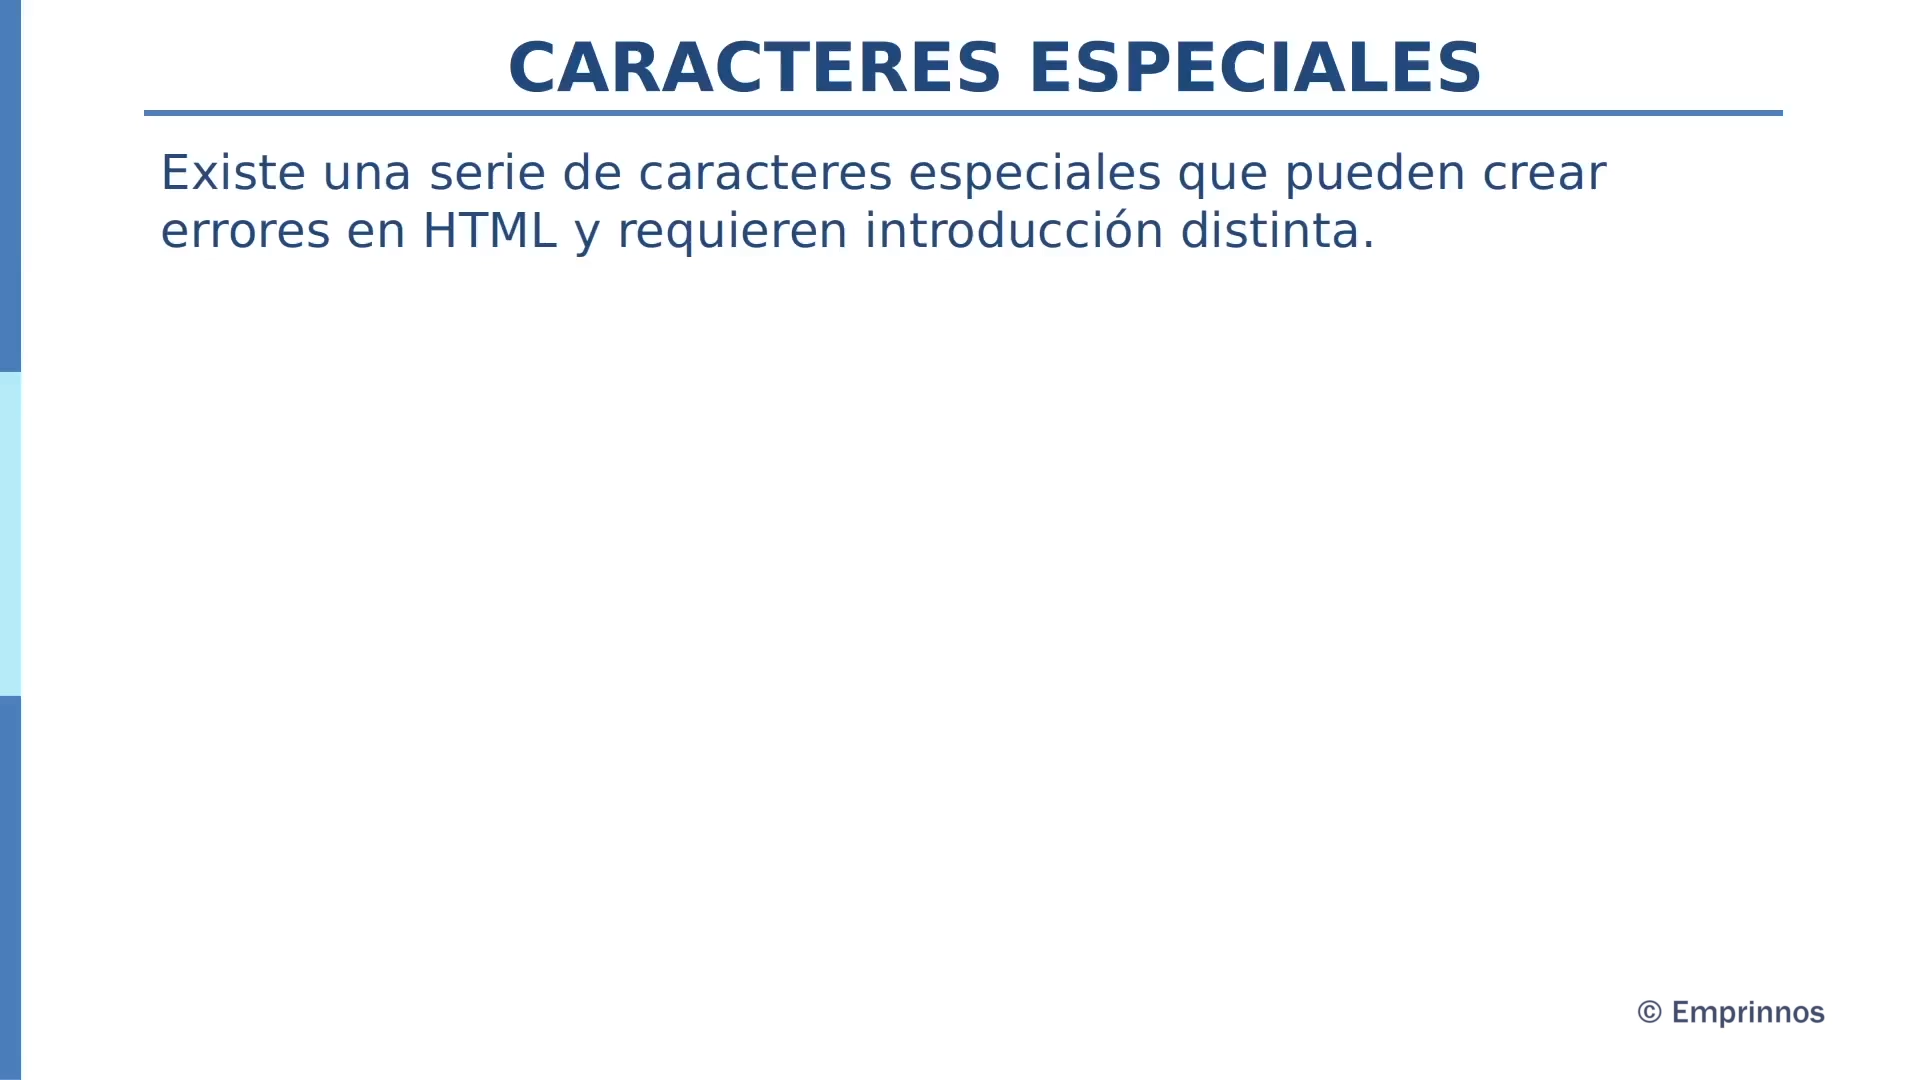 CARACTERES ESPECIALES
Existe una serie de caracteres especiales que pueden crear
errores en HTML y requieren introducción distinta.
© Emprinnos